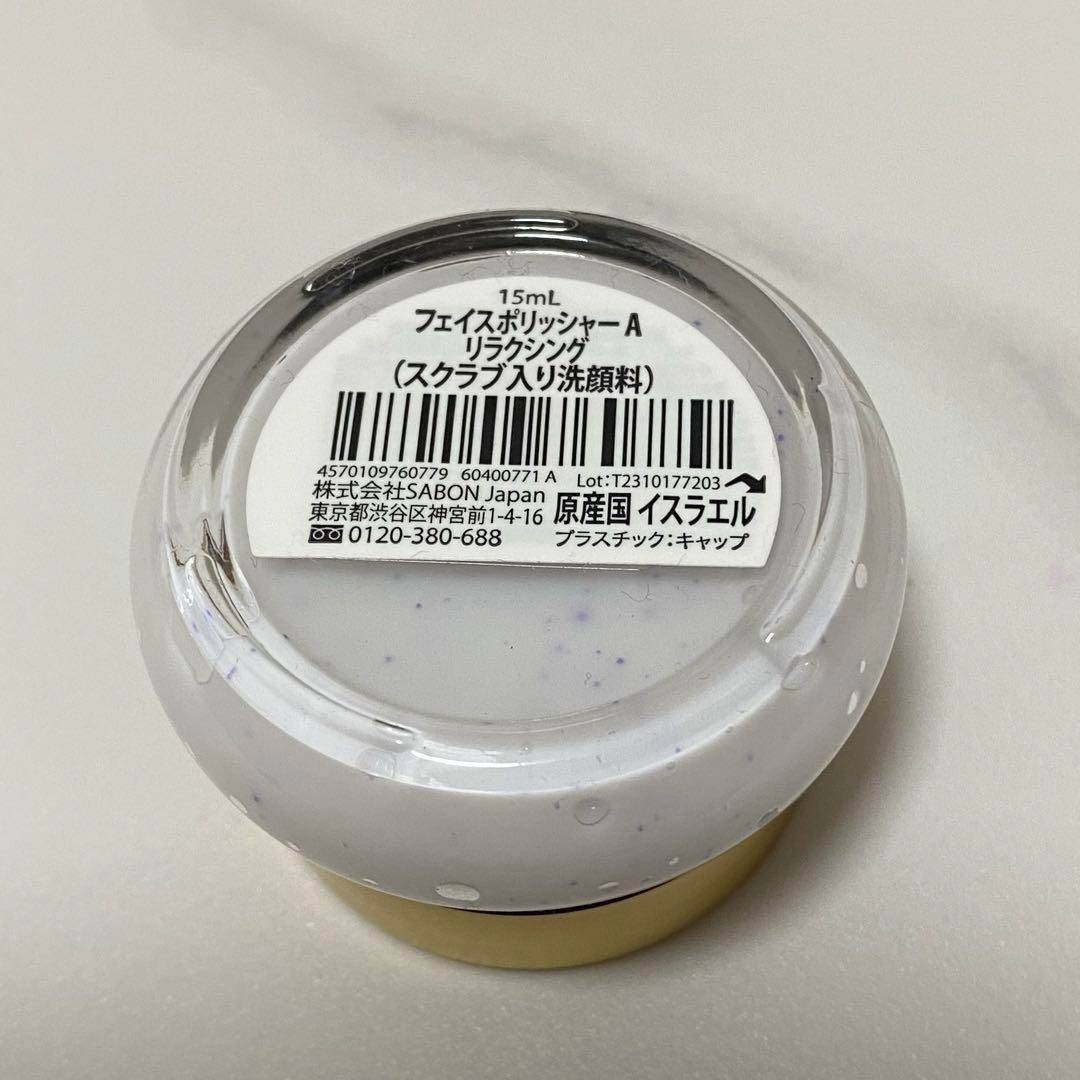 15mL
フェイスポリッシャー A
リラクシング
(スクラブ入り洗顔料)
4570109760779 60400771 A Lot:T2310177203
株式会社SABON Japan
東京都渋谷区神宮前1-4-16
0120-380-688
原産国 イスラエル
プラスチック:キャップ